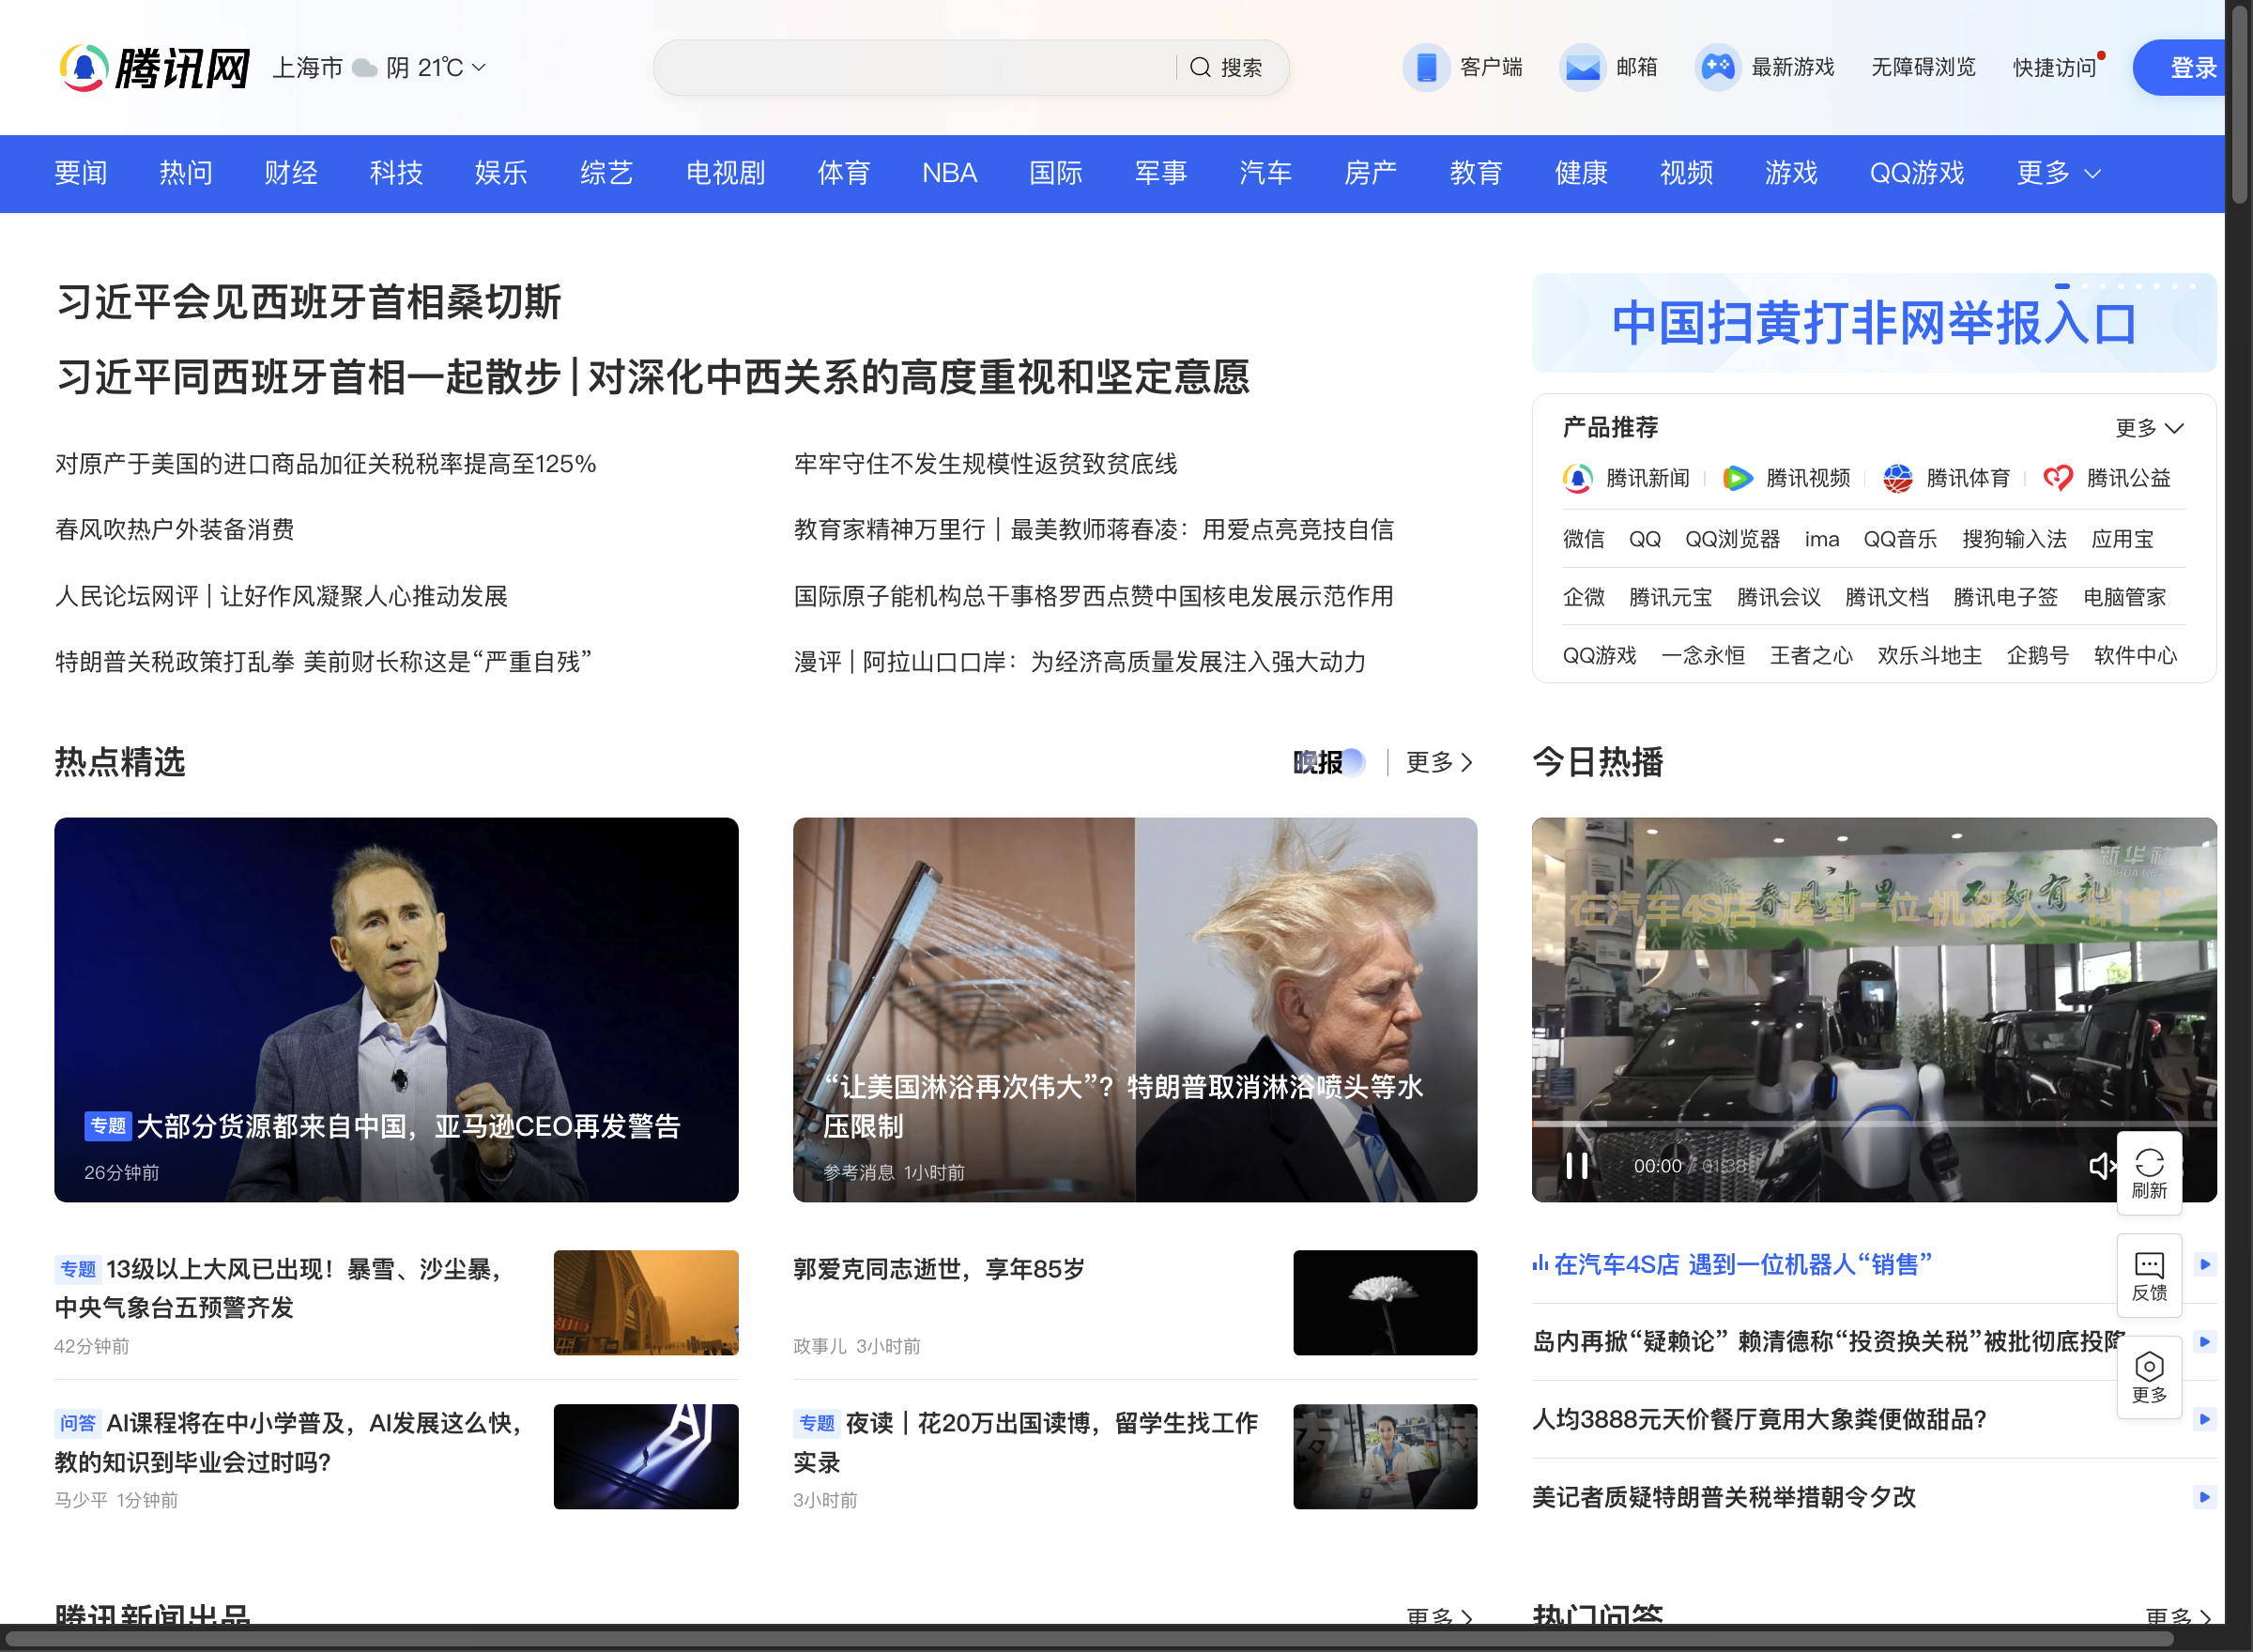 腾讯网 上海市 阴 21℃
搜索
客户端 邮箱 最新游戏 无障碍浏览 快捷访问 登录
要闻 热问 财经 科技 娱乐 综艺 电视剧 体育 NBA 国际 军事 汽车 房产 教育 健康 视频 游戏 QQ游戏 更多
习近平会见西班牙首相桑切斯
习近平同西班牙首相一起散步|对深化中西关系的高度重视和坚定意愿
对原产于美国的进口商品加征关税税率提高至125%
牢牢守住不发生规模性返贫致贫底线
春风吹热户外装备消费
教育家精神万里行｜最美教师蒋春凌：用爱点亮竞技自信
人民论坛网评 | 让好作风凝聚人心推动发展
国际原子能机构总干事格罗西点赞中国核电发展示范作用
特朗普关税政策打乱拳 美前财长称这是“严重自残”
漫评 | 阿拉山口口岸：为经济高质量发展注入强大动力
中国扫黄打非网举报入口
产品推荐 更多
腾讯新闻 腾讯视频 腾讯体育 腾讯公益
微信 QQ QQ浏览器 ima QQ音乐 搜狗输入法 应用宝
企微 腾讯元宝 腾讯会议 腾讯文档 腾讯电子签 电脑管家
QQ游戏 一念永恒 王者之心 欢乐斗地主 企鹅号 软件中心
热点精选
晚报 更多
专题 大部分货源都来自中国，亚马逊CEO再发警告
26分钟前
“让美国淋浴再次伟大”？特朗普取消淋浴喷头等水
压限制
参考消息 1小时前
专题 13级以上大风已出现！暴雪、沙尘暴，
中央气象台五预警齐发
42分钟前
郭爱克同志逝世，享年85岁
政事儿 3小时前
问答 AI课程将在中小学普及，AI发展这么快，
教的知识到毕业会过时吗？
马少平 1分钟前
专题 夜读｜花20万出国读博，留学生找工作
实录
3小时前
今日热播
新华社
在汽车4S店 遇到一位机器人“销售”
00:00 / 01:38
在汽车4S店 遇到一位机器人“销售”
岛内再掀“疑赖论” 赖清德称“投资换关税”被批彻底投降
人均3888元天价餐厅竟用大象粪便做甜品？
美记者质疑特朗普关税举措朝令夕改
刷新
反馈
更多
腾讯新闻出品 更多
热门问答 更多